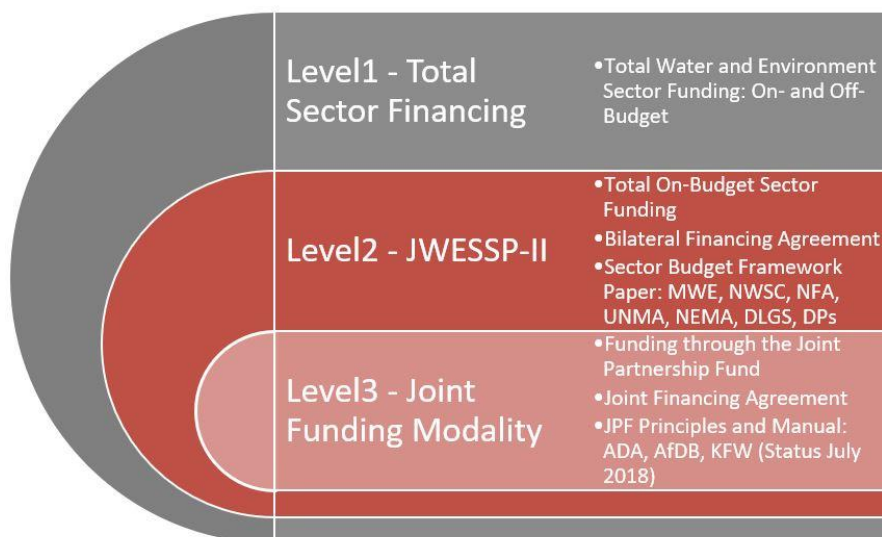 Level1 - Total
Sector Financing
•Total Water and Environment
Sector Funding: On- and Off-
Budget
Level2 - JWESSP-II
•Total On-Budget Sector
Funding
•Bilateral Financing Agreement
•Sector Budget Framework
Paper: MWE, NWSC, NFA,
UNMA, NEMA, DLGS, DPs
Level3 - Joint
Funding Modality
•Funding through the Joint
Partnership Fund
•Joint Financing Agreement
•JPF Principles and Manual:
ADA, AfDB, KFW (Status July
2018)